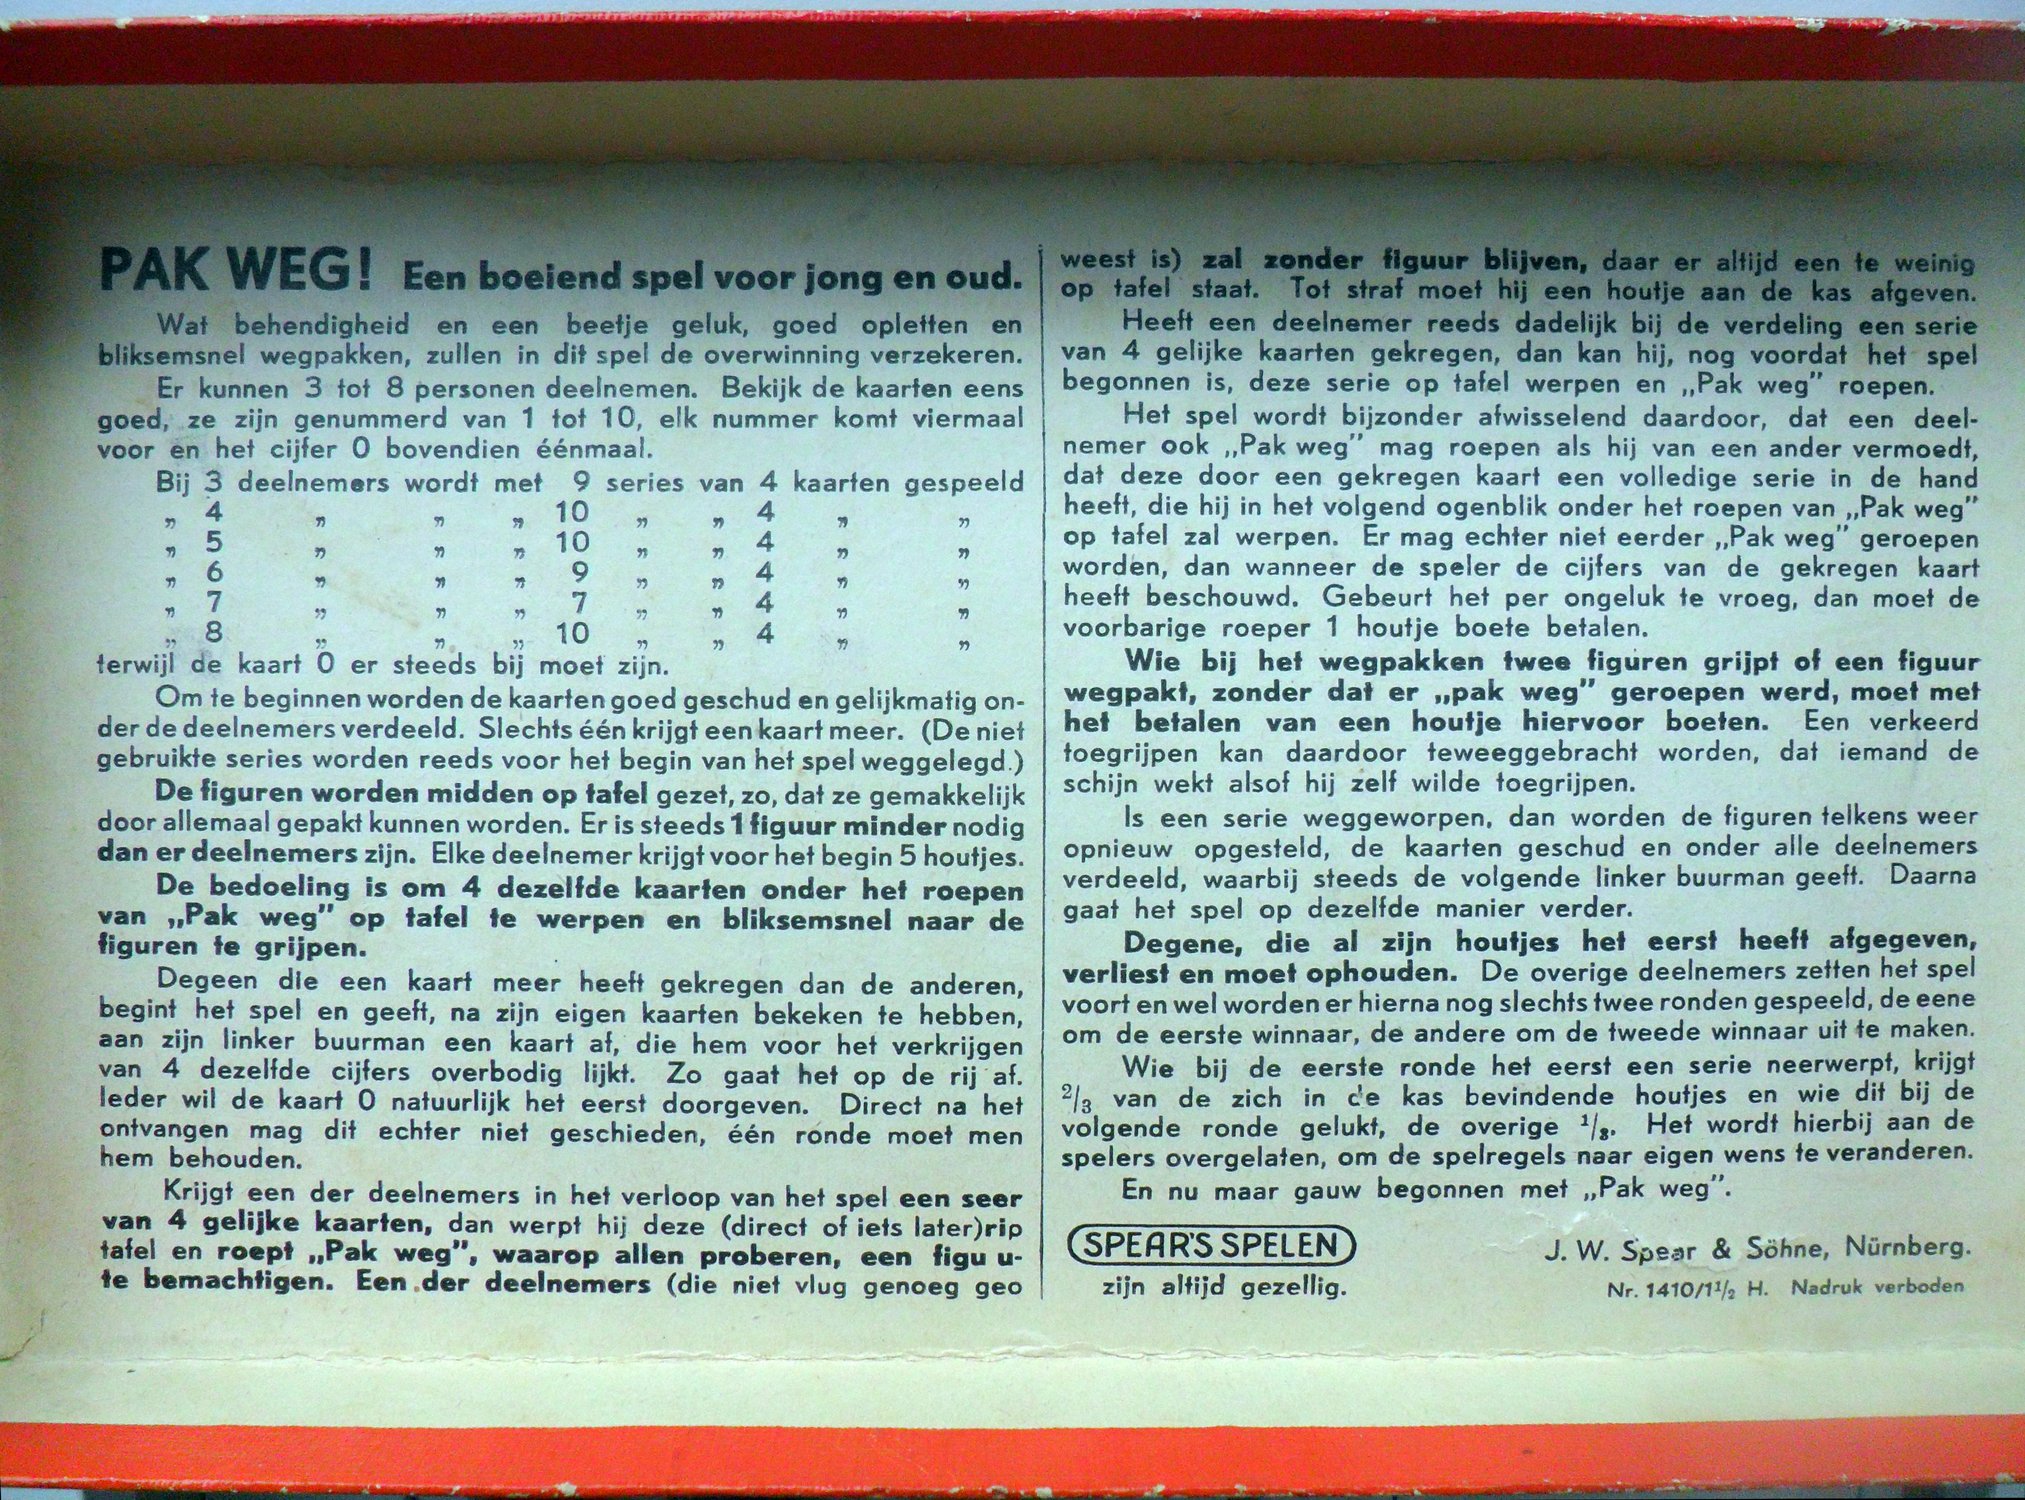 PAK WEG! Een boeiend spel voor jong en oud.
Wat behendigheid en een beetje geluk, goed opletten en
bliksemsnel wegpakken, zullen in dit spel de overwinning verzekeren.
Er kunnen 3 tot 8 personen deelnemen. Bekijk de kaarten eens
goed, ze zijn genummerd van 1 tot 10, elk nummer komt viermaal
voor en het cijfer 0 bovendien éénmaal.
Bij 3 deelnemers wordt met 9 series van 4 kaarten gespeeld
„ 4 „ „ „ 10 „ „ 4 „ „
„ 5 „ „ „ 10 „ „ 4 „ „
„ 6 „ „ „ 9 „ „ 4 „ „
„ 7 „ „ „ 7 „ „ 4 „ „
„ 8 „ „ „ 10 „ „ 4 „ „
terwijl de kaart 0 er steeds bij moet zijn.
Om te beginnen worden de kaarten goed geschud en gelijkmatig on-
der de deelnemers verdeeld. Slechts één krijgt een kaart meer. (De niet
gebruikte series worden reeds voor het begin van het spel weggelegd.)
De figuren worden midden op tafel gezet, zo, dat ze gemakkelijk
door allemaal gepakt kunnen worden. Er is steeds 1 figuur minder nodig
dan er deelnemers zijn. Elke deelnemer krijgt voor het begin 5 houtjes.
De bedoeling is om 4 dezelfde kaarten onder het roepen
van „Pak weg” op tafel te werpen en bliksemsnel naar de
figuren te grijpen.
Degeen die een kaart meer heeft gekregen dan de anderen,
begint het spel en geeft, na zijn eigen kaarten bekeken te hebben,
aan zijn linker buurman een kaart af, die hem voor het verkrijgen
van 4 dezelfde cijfers overbodig lijkt. Zo gaat het op de rij af.
Ieder wil de kaart 0 natuurlijk het eerst doorgeven. Direct na het
ontvangen mag dit echter niet geschieden, één ronde moet men
hem behouden.
Krijgt een der deelnemers in het verloop van het spel een seer
van 4 gelijke kaarten, dan werpt hij deze (direct of iets later)rip
tafel en roept „Pak weg”, waarop allen proberen, een figu u-
te bemachtigen. Een der deelnemers (die niet vlug genoeg geo
weest is) zal zonder figuur blijven, daar er altijd een te weinig
op tafel staat. Tot straf moet hij een houtje aan de kas afgeven.
Heeft een deelnemer reeds dadelijk bij de verdeling een serie
van 4 gelijke kaarten gekregen, dan kan hij, nog voordat het spel
begonnen is, deze serie op tafel werpen en „Pak weg” roepen.
Het spel wordt bijzonder afwisselend daardoor, dat een deel-
nemer ook „Pak weg” mag roepen als hij van een ander vermoedt,
dat deze door een gekregen kaart een volledige serie in de hand
heeft, die hij in het volgend ogenblik onder het roepen van „Pak weg”
op tafel zal werpen. Er mag echter niet eerder „Pak weg” geroepen
worden, dan wanneer de speler de cijfers van de gekregen kaart
heeft beschouwd. Gebeurt het per ongeluk te vroeg, dan moet de
voorbarige roeper 1 houtje boete betalen.
Wie bij het wegpakken twee figuren grijpt of een figuur
wegpakt, zonder dat er „pak weg” geroepen werd, moet met
het betalen van een houtje hiervoor boeten. Een verkeerd
toegrijpen kan daardoor teweeggebracht worden, dat iemand de
schijn wekt alsof hij zelf wilde toegrijpen.
Is een serie weggeworpen, dan worden de figuren telkens weer
opnieuw opgesteld, de kaarten geschud en onder alle deelnemers
verdeeld, waarbij steeds de volgende linker buurman geeft. Daarna
gaat het spel op dezelfde manier verder.
Degene, die al zijn houtjes het eerst heeft afgegeven,
verliest en moet ophouden. De overige deelnemers zetten het spel
voort en wel worden er hierna nog slechts twee ronden gespeeld, de eene
om de eerste winnaar, de andere om de tweede winnaar uit te maken.
Wie bij de eerste ronde het eerst een serie neerwerpt, krijgt
2/3 van de zich in de kas bevindende houtjes en wie dit bij de
volgende ronde gelukt, de overige 1/8. Het wordt hierbij aan de
spelers overgelaten, om de spelregels naar eigen wens te veranderen.
En nu maar gauw begonnen met „Pak weg”.
SPEAR'S SPELEN
zijn altijd gezellig.
J. W. Spear & Söhne, Nürnberg.
Nr. 1410/1½ H. Nadruk verboden